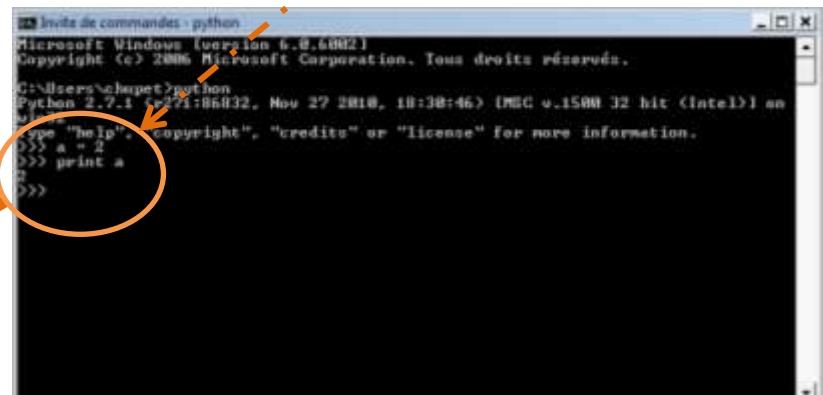 Invite de commandes - python
Microsoft Windows [version 6.0.6002]
Copyright (c) 2006 Microsoft Corporation. Tous droits réservés.
C:\Users\chapet>python
Python 2.7.1 (r271:86832, Nov 27 2010, 18:30:46) [MSC v.1500 32 bit (Intel)] on
win32
Type "help", "copyright", "credits" or "license" for more information.
>>> a = 2
>>> print a
2
>>>